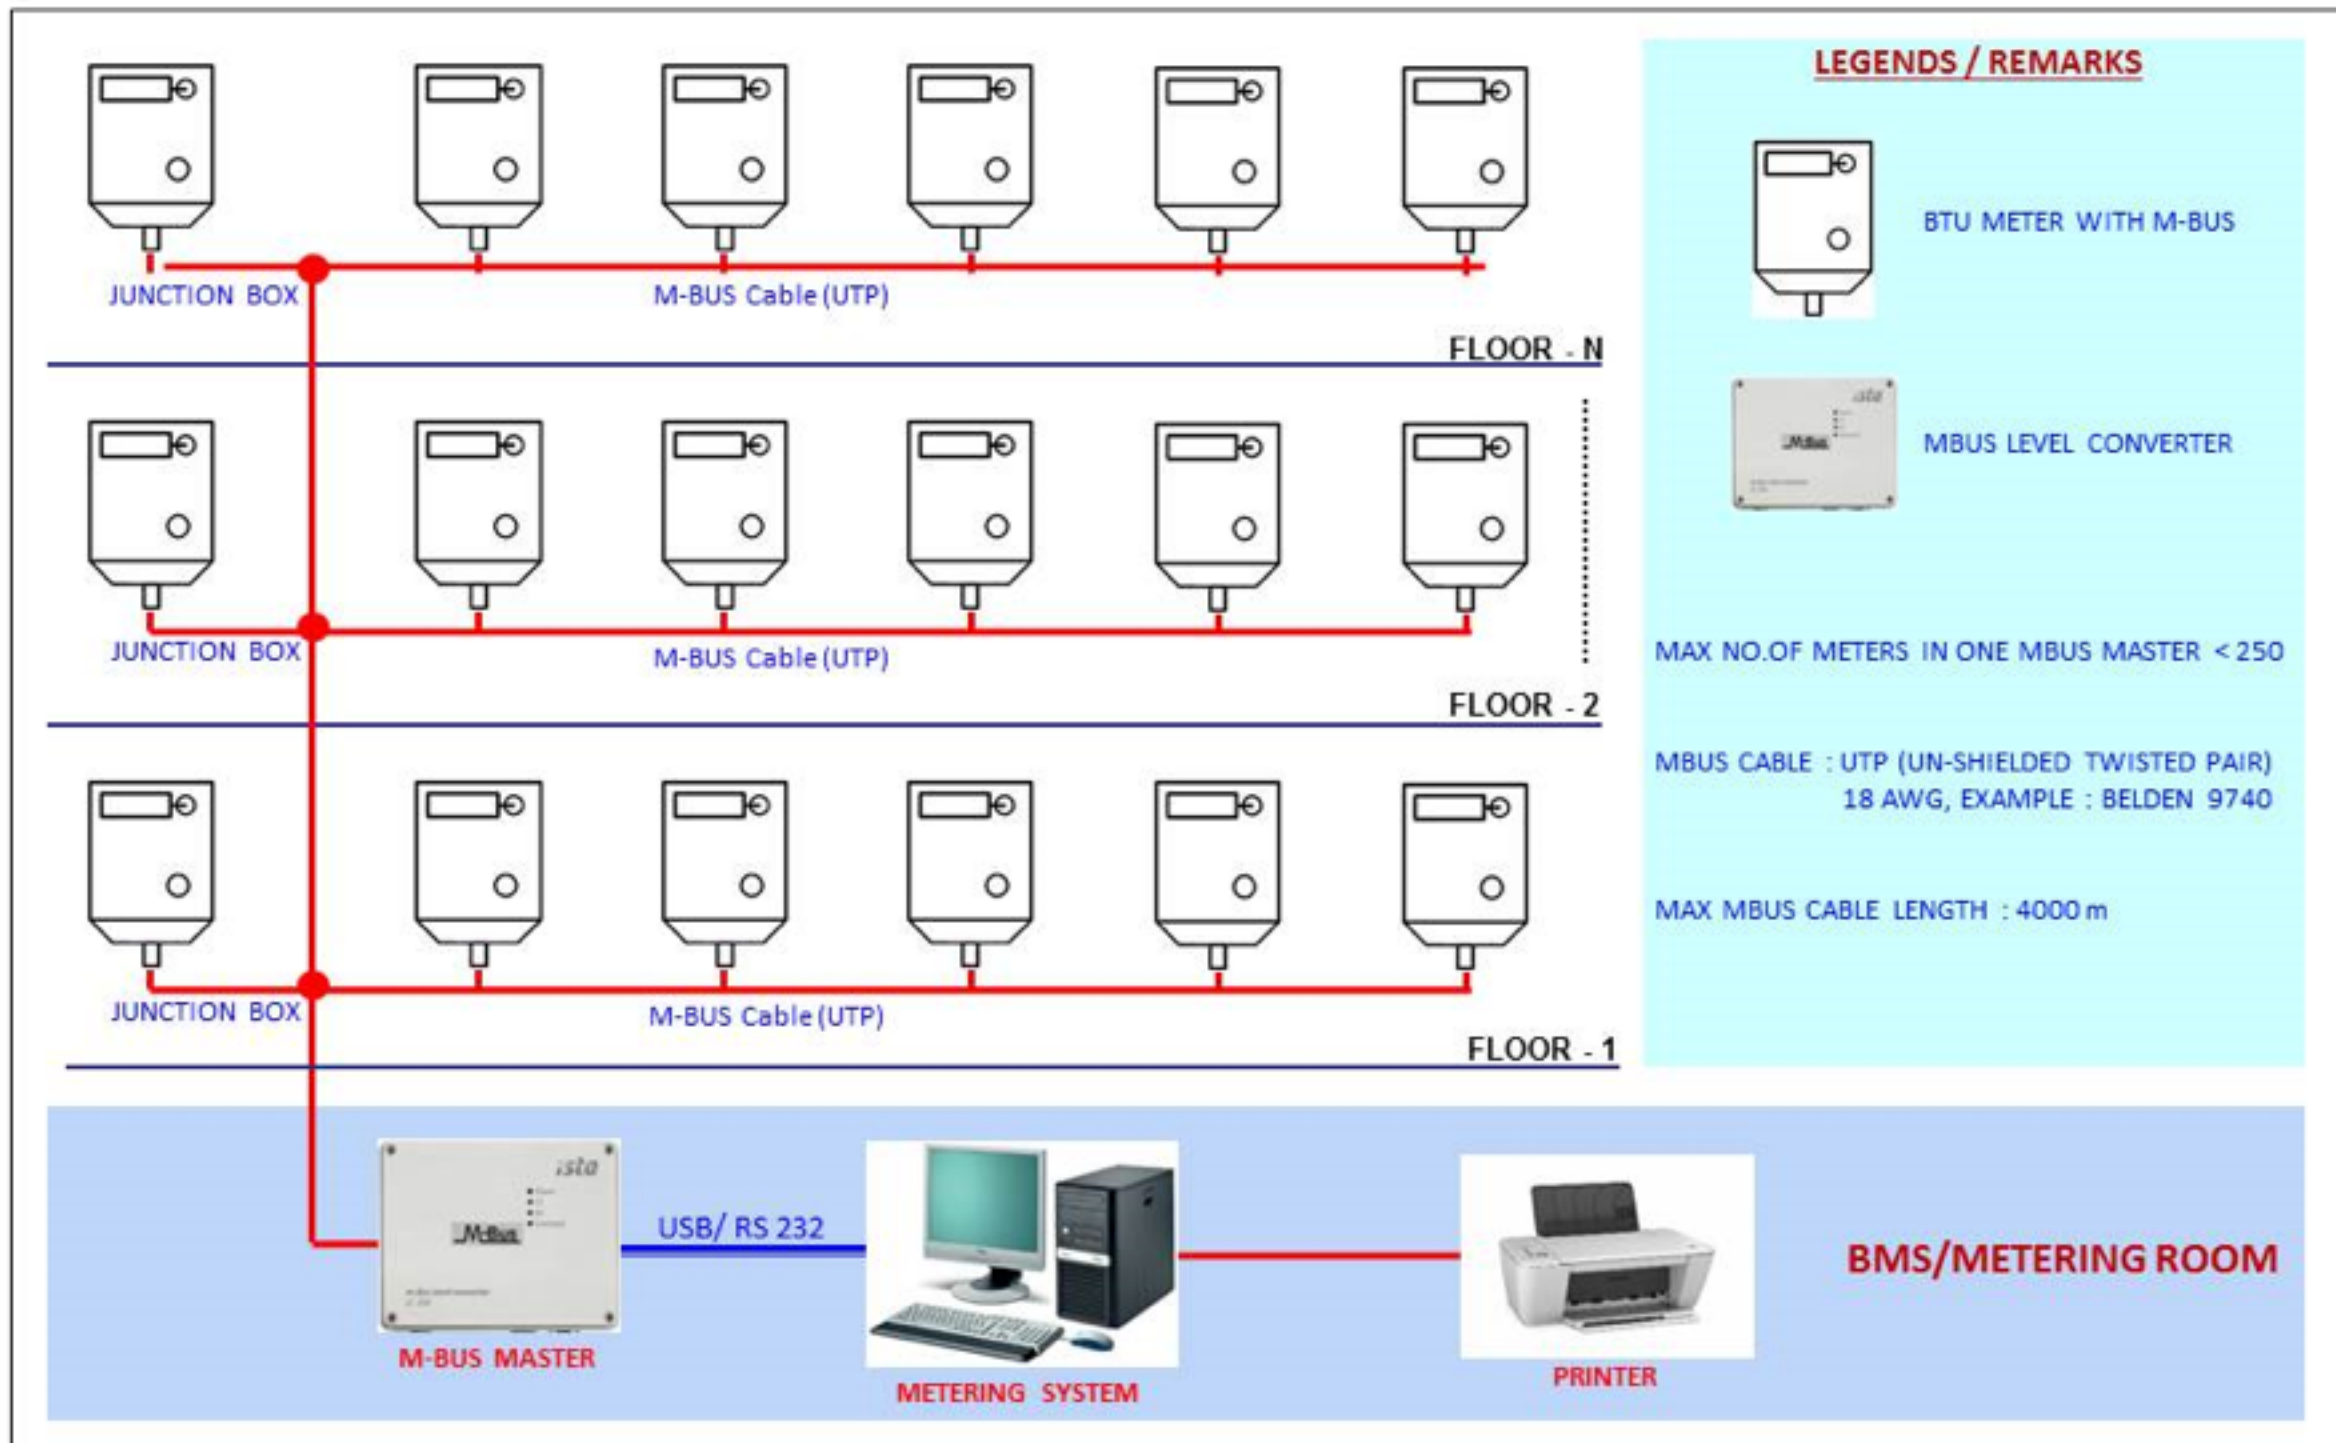 LEGENDS / REMARKS
BTU METER WITH M-BUS
ista
M-Bus
MBUS LEVEL CONVERTER
MAX NO.OF METERS IN ONE MBUS MASTER < 250
MBUS CABLE : UTP (UN-SHIELDED TWISTED PAIR)
18 AWG, EXAMPLE : BELDEN 9740
MAX MBUS CABLE LENGTH : 4000 m
JUNCTION BOX
M-BUS Cable (UTP)
FLOOR - N
JUNCTION BOX
M-BUS Cable (UTP)
FLOOR - 2
JUNCTION BOX
M-BUS Cable (UTP)
FLOOR - 1
ista
M-Bus
M-BUS MASTER
USB/ RS 232
METERING SYSTEM
PRINTER
BMS/METERING ROOM